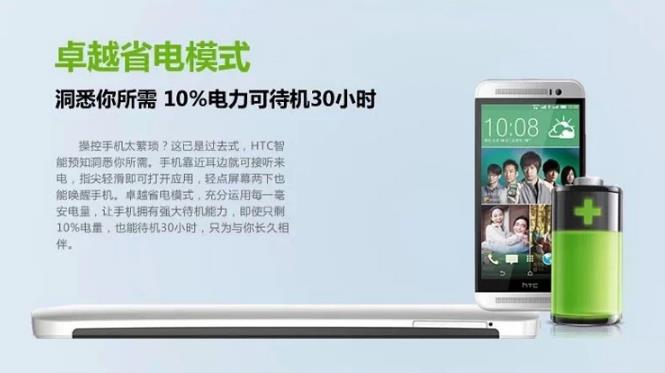 卓越省电模式
洞悉你所需 10%电力可待机30小时
操控手机太繁琐？这已是过去式，HTC智
能预知洞悉你所需。手机靠近耳边就可接听来
电，指尖轻滑即可打开应用，轻点屏幕两下也
能唤醒手机。卓越省电模式，充分运用每一毫
安电量，让手机拥有强大待机能力，即使只剩
10%电量，也能待机30小时，只为与你长久相
伴。
10:08
htc